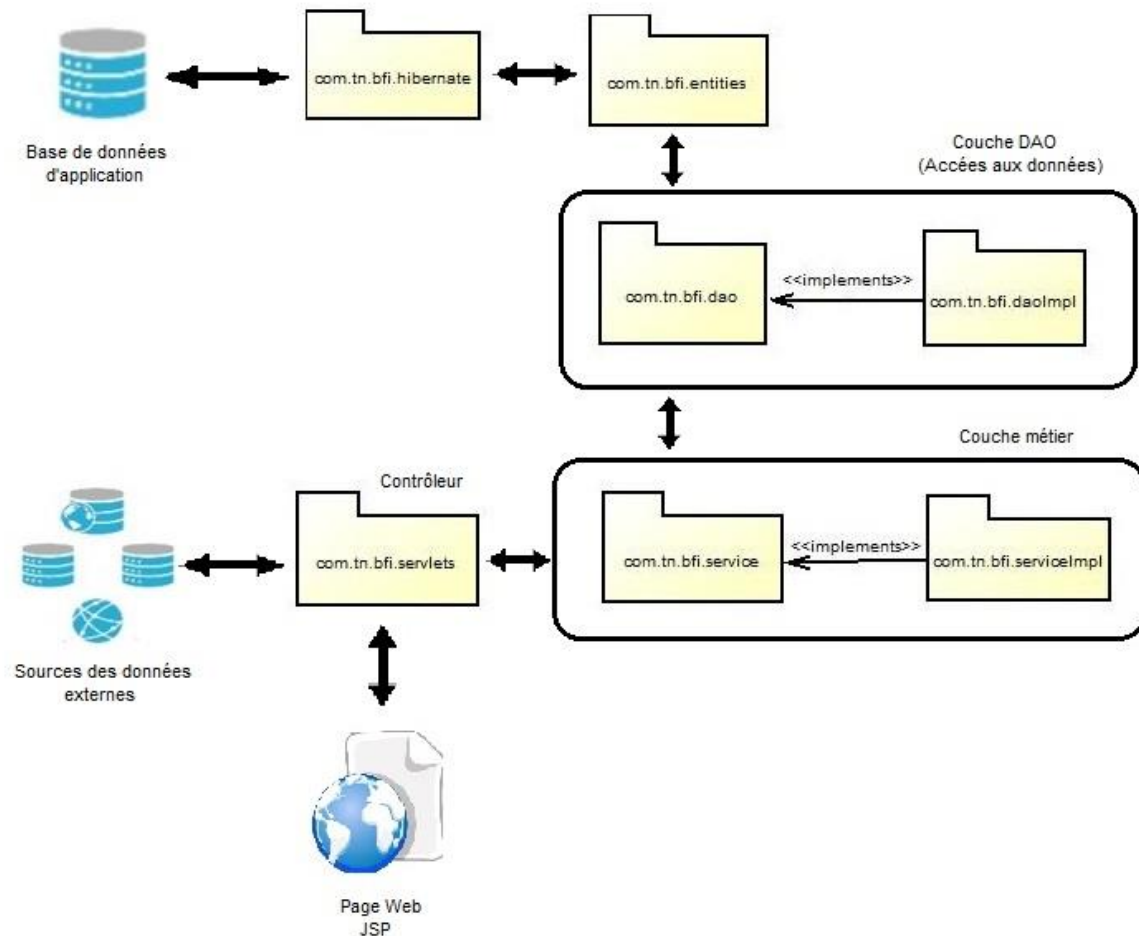 com.tn.bfi.hibernate
com.tn.bfi.entities
Base de données
d'application
Couche DAO
(Accées aux données)
com.tn.bfi.dao
<<implements>>
com.tn.bfi.daoImpl
Couche métier
Contrôleur
com.tn.bfi.servlets
com.tn.bfi.service
<<implements>>
com.tn.bfi.serviceImpl
Sources des données
externes
Page Web
JSP